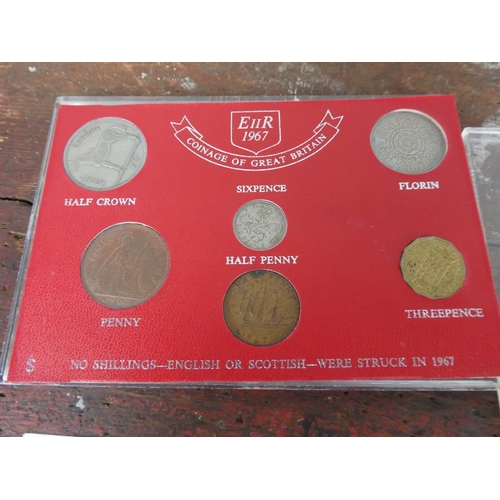 EIIR
1967
COINAGE OF GREAT BRITAIN
HALF CROWN
SIXPENCE
FLORIN
HALF PENNY
PENNY
THREEPENCE
$ NO SHILLINGS—ENGLISH OR SCOTTISH—WERE STRUCK IN 1967